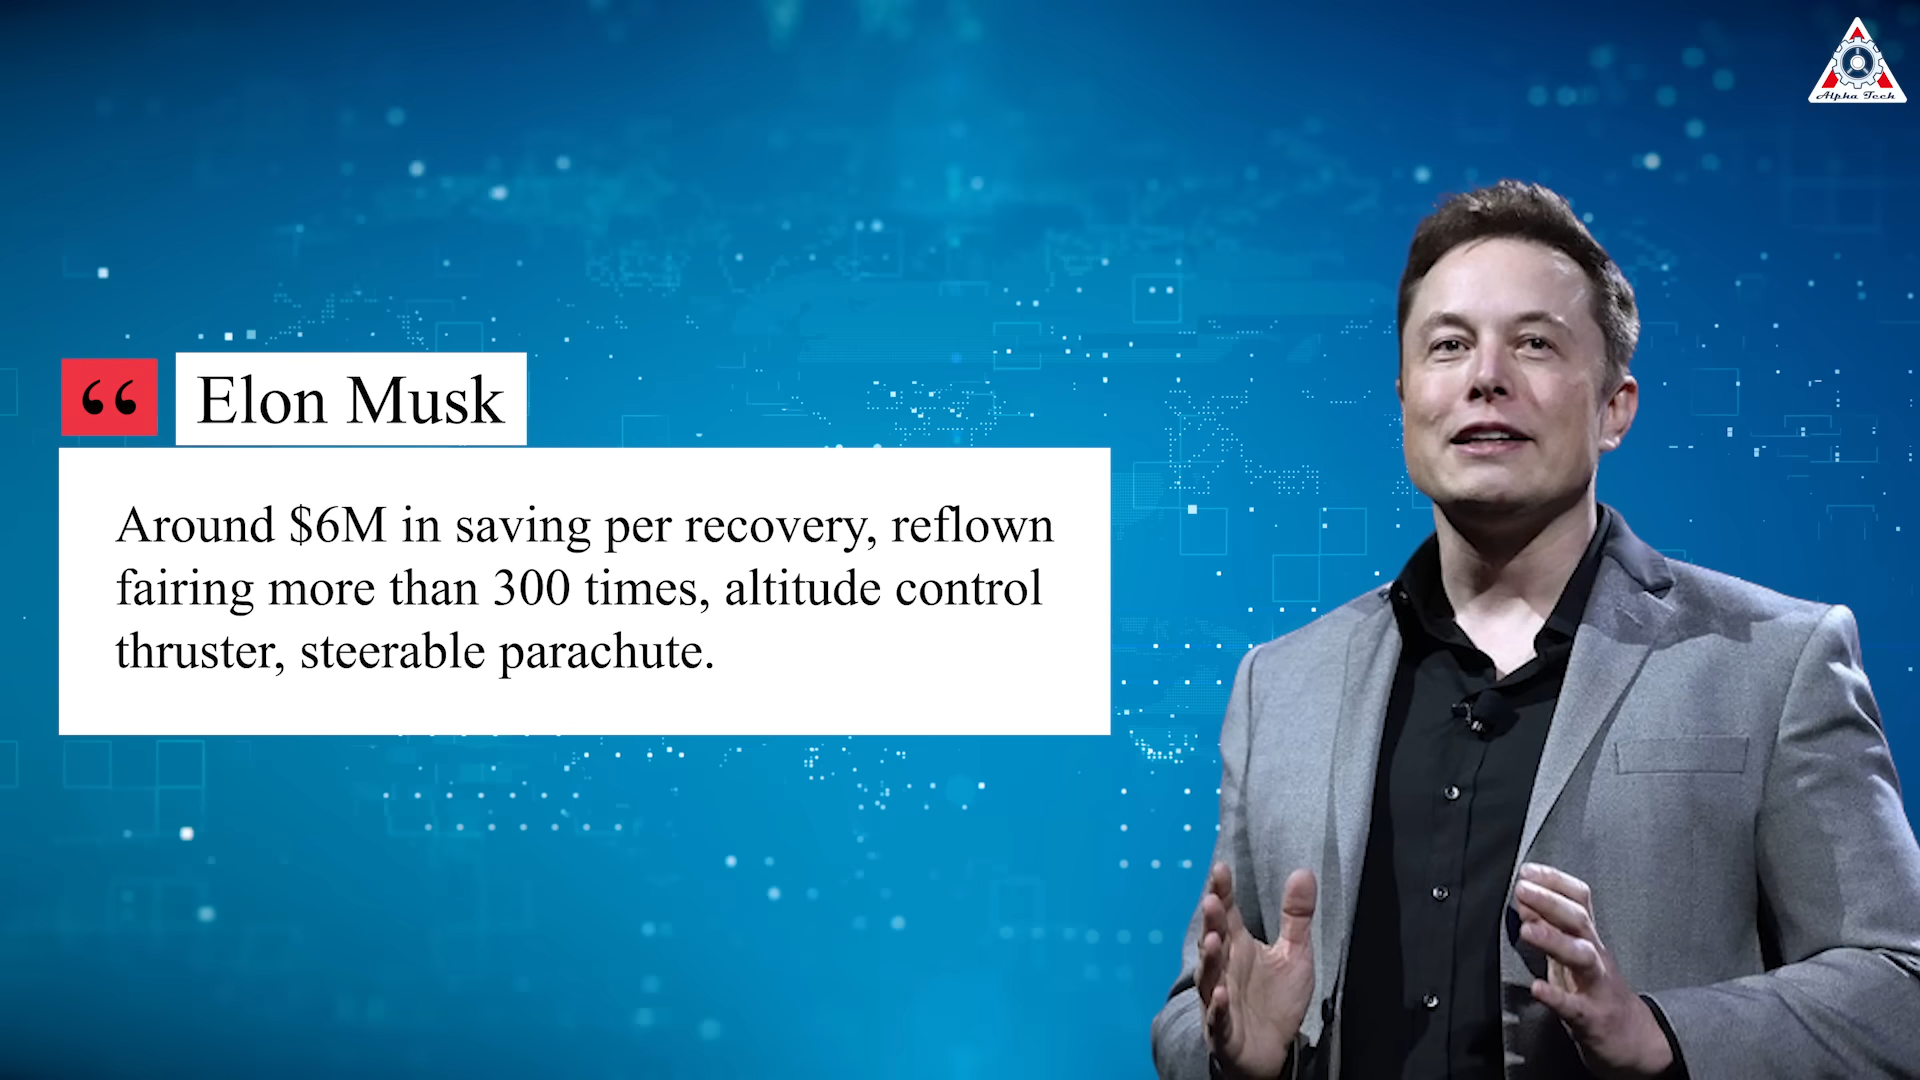 Alpha Tech
“
Elon Musk
Around $6M in saving per recovery, reflown
fairing more than 300 times, altitude control
thruster, steerable parachute.